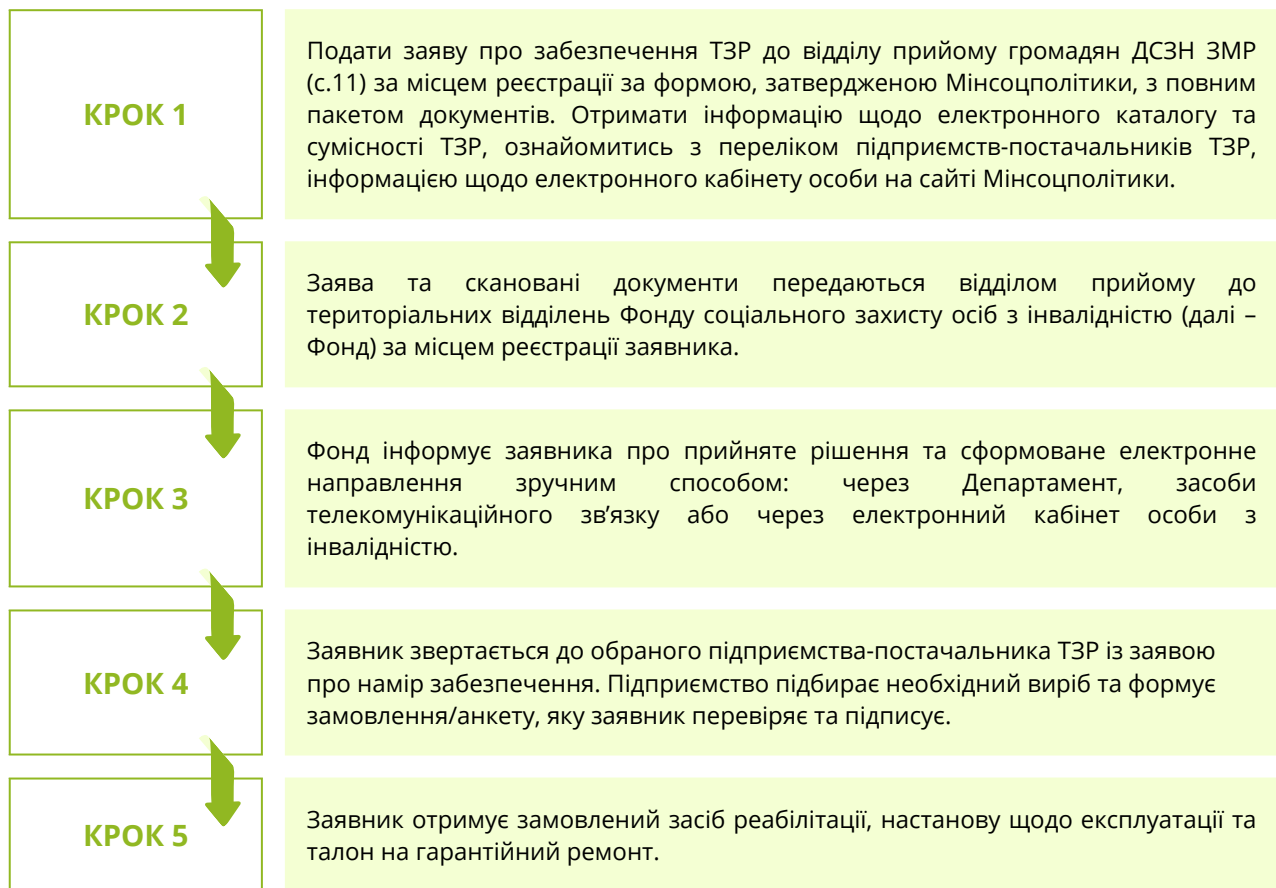 КРОК 1
Подати заяву про забезпечення ТЗР до відділу прийому громадян ДСЗН ЗМР
(с.11) за місцем реєстрації за формою, затвердженою Мінсоцполітики, з повним
пакетом документів. Отримати інформацію щодо електронного каталогу та
сумісності ТЗР, ознайомитись з переліком підприємств-постачальників ТЗР,
інформацією щодо електронного кабінету особи на сайті Мінсоцполітики.
КРОК 2
Заява та скановані документи передаються відділом прийому до
територіальних відділень Фонду соціального захисту осіб з інвалідністю (далі –
Фонд) за місцем реєстрації заявника.
КРОК 3
Фонд інформує заявника про прийняте рішення та сформоване електронне
направлення зручним способом: через Департамент, засоби
телекомунікаційного зв’язку або через електронний кабінет особи з
інвалідністю.
КРОК 4
Заявник звертається до обраного підприємства-постачальника ТЗР із заявою
про намір забезпечення. Підприємство підбирає необхідний виріб та формує
замовлення/анкету, яку заявник перевіряє та підписує.
КРОК 5
Заявник отримує замовлений засіб реабілітації, настанову щодо експлуатації та
талон на гарантійний ремонт.